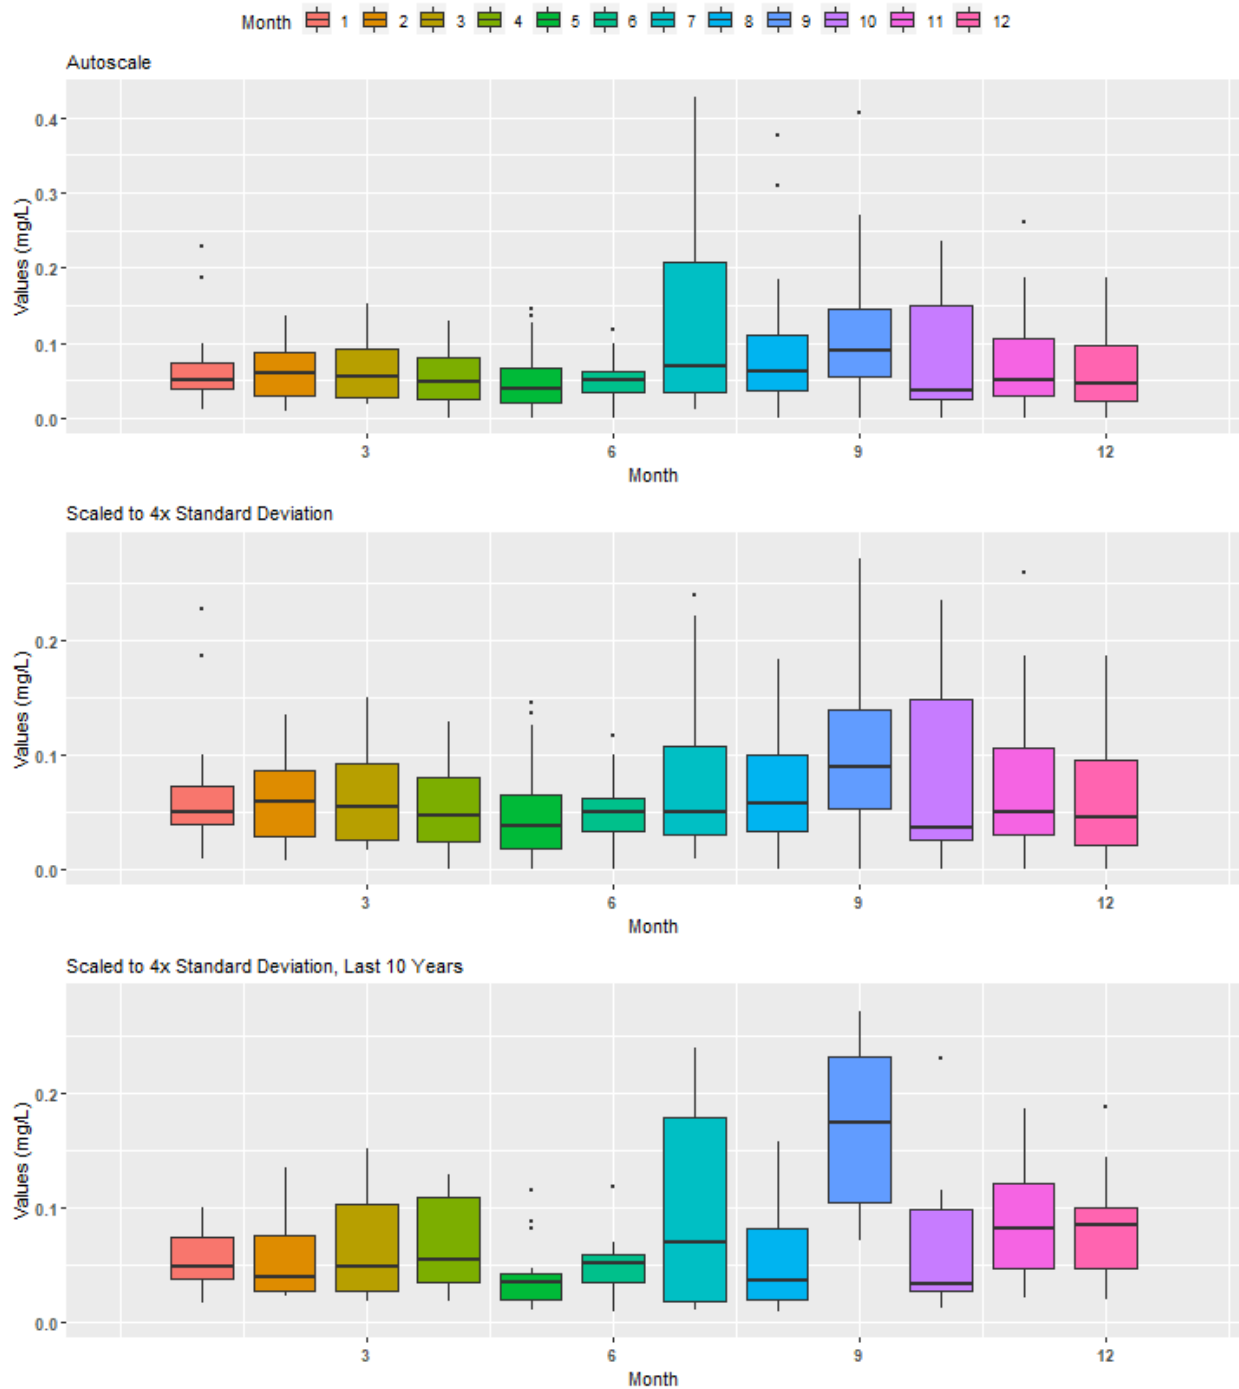 Month 1 2 3 4 5 6 7 8 9 10 11 12
Autoscale
Values (mg/L)
0.4
0.3
0.2
0.1
0.0
3 6 9 12
Month
Scaled to 4x Standard Deviation
Values (mg/L)
0.2
0.1
0.0
3 6 9 12
Month
Scaled to 4x Standard Deviation, Last 10 Years
Values (mg/L)
0.2
0.1
0.0
3 6 9 12
Month